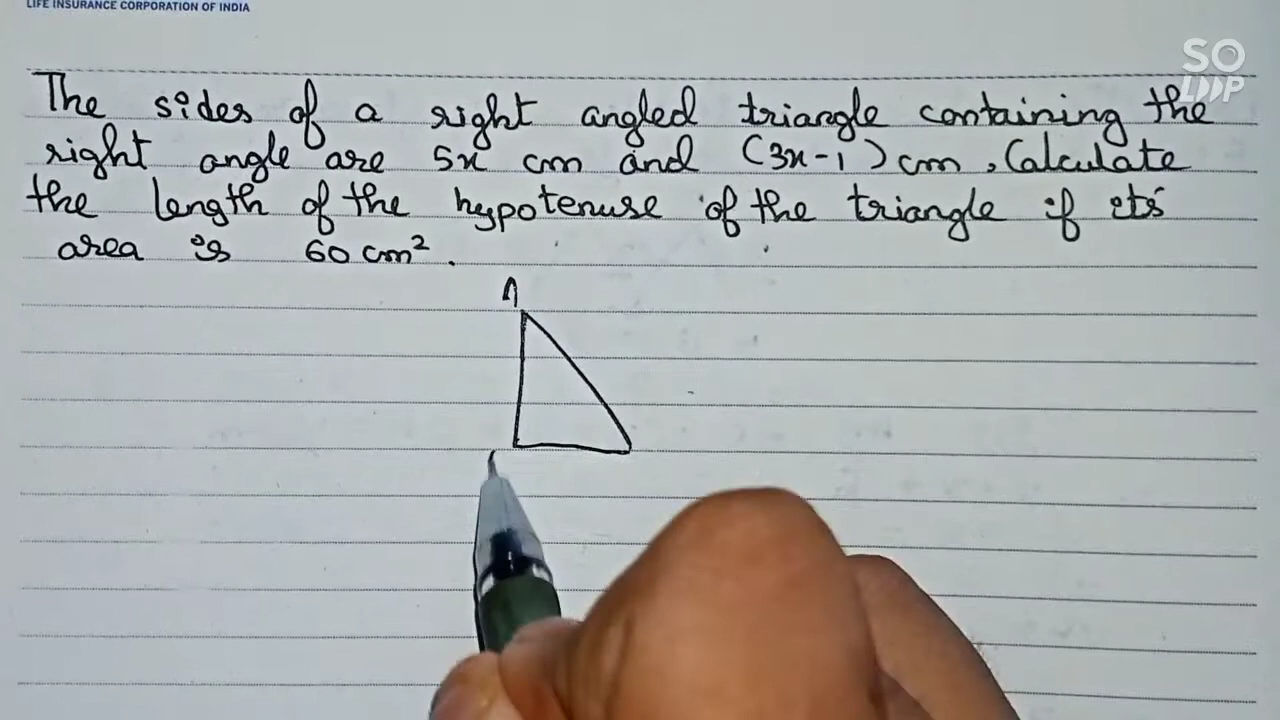 LIFE INSURANCE CORPORATION OF INDIA
SO
LOOP
The sides of a right angled triangle containing the
right angle are 5x cm and (3x-1) cm, Calculate
the length of the hypotenuse of the triangle if its
area is 60 cm².
A